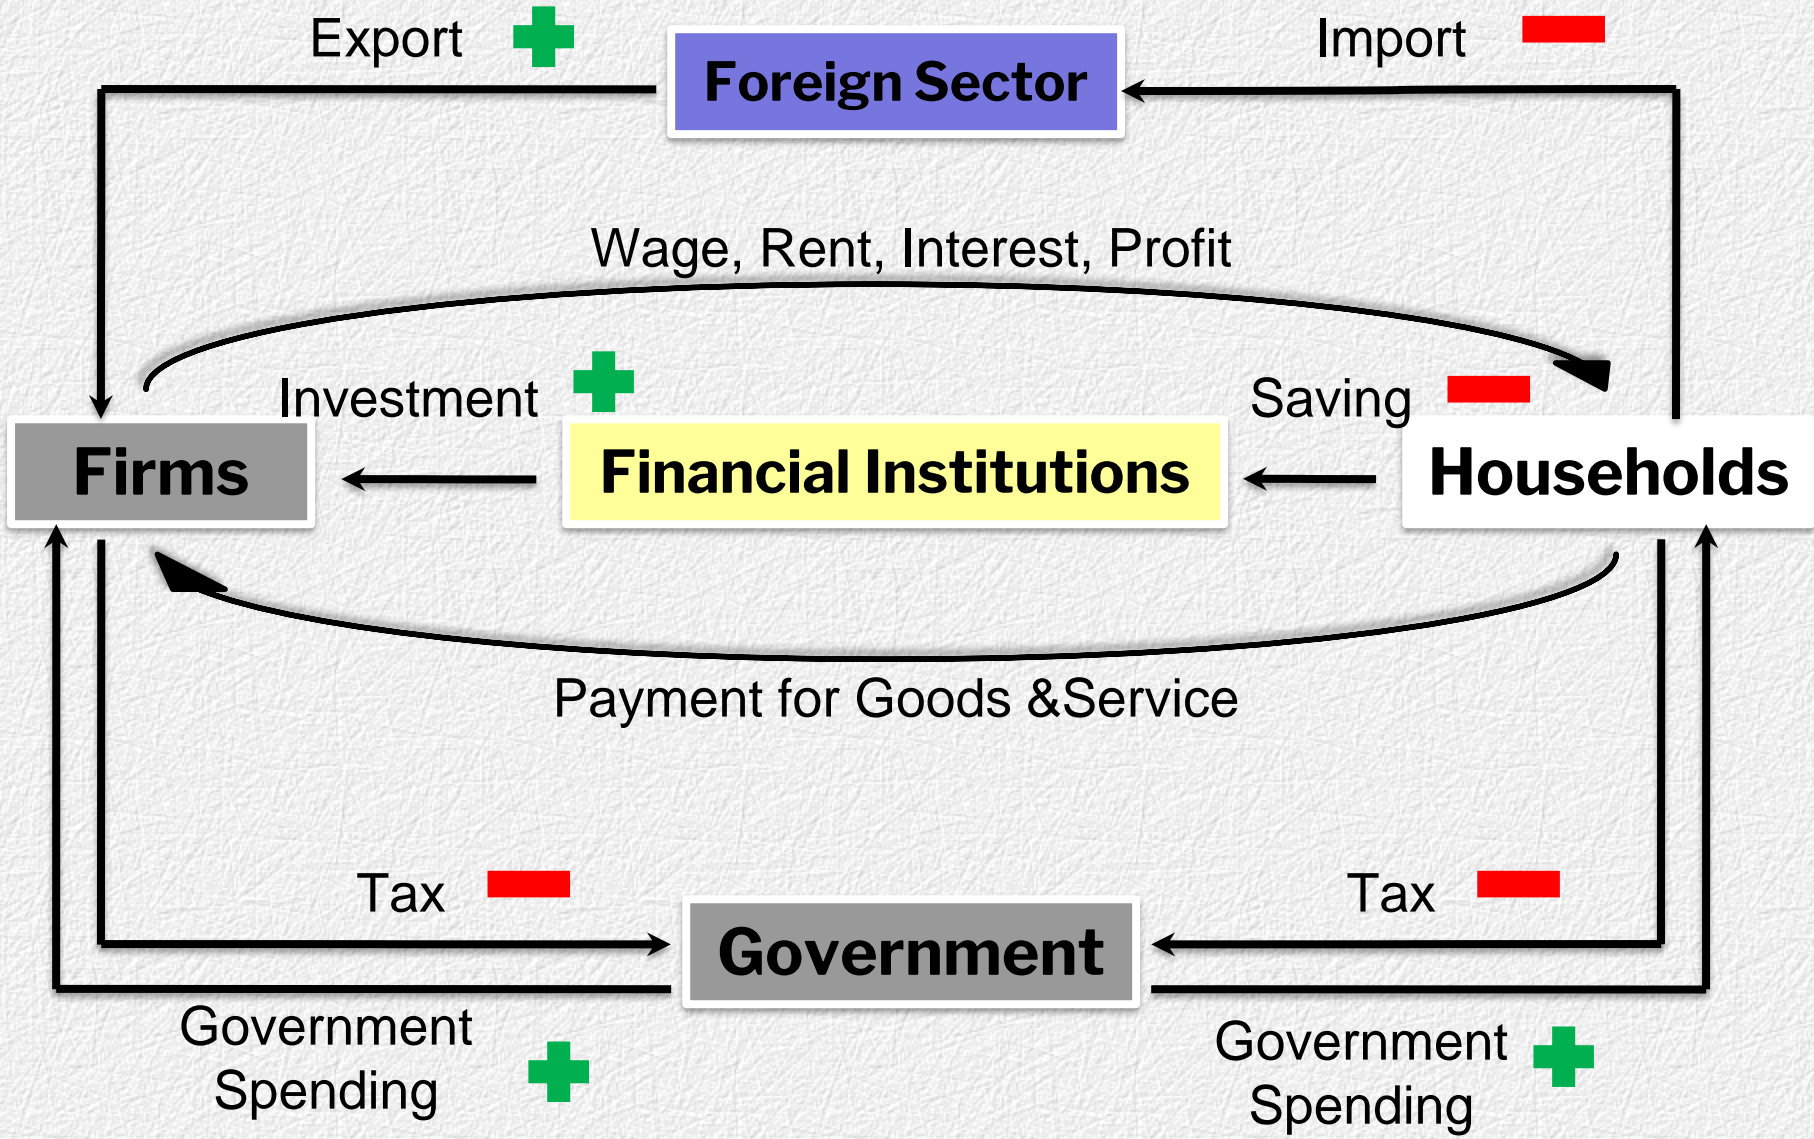 Export
Import
Foreign Sector
Wage, Rent, Interest, Profit
Investment
Saving
Firms
Financial Institutions
Households
Payment for Goods &Service
Tax
Tax
Government
Government
Spending
Government
Spending